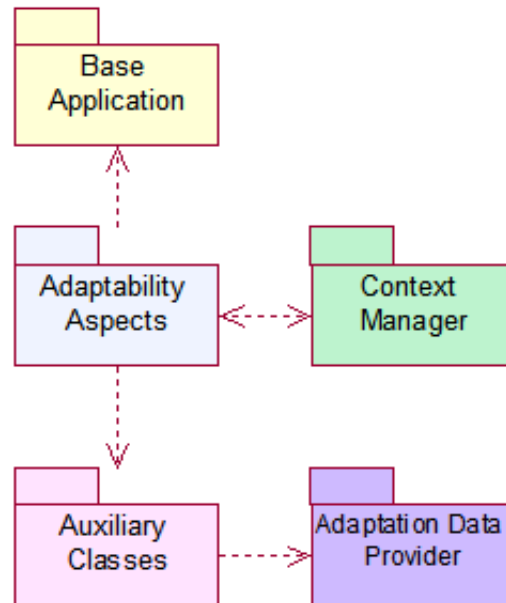 Base
Application
Adaptability
Aspects
Context
Manager
Auxiliary
Classes
Adaptation Data
Provider